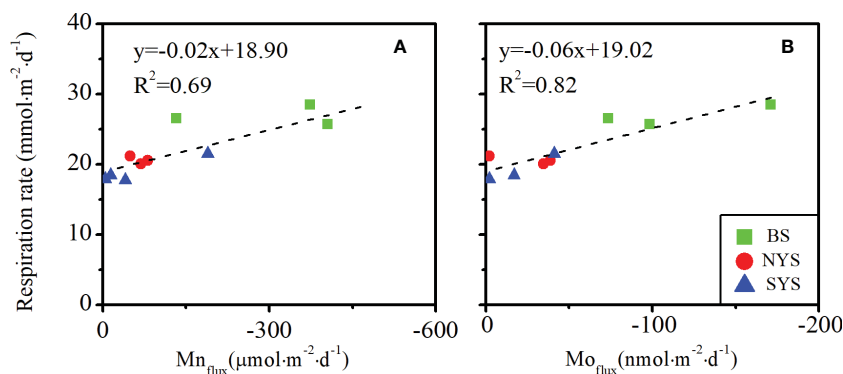 Respiration rate (mmol·m⁻²·d⁻¹)
40
30
20
10
0
y=-0.02x+18.90
R²=0.69
A
0
-300
-600
Mn_flux(μmol·m⁻²·d⁻¹)
y=-0.06x+19.02
R²=0.82
B
BS
NYS
SYS
0
-100
-200
Mo_flux(nmol·m⁻²·d⁻¹)